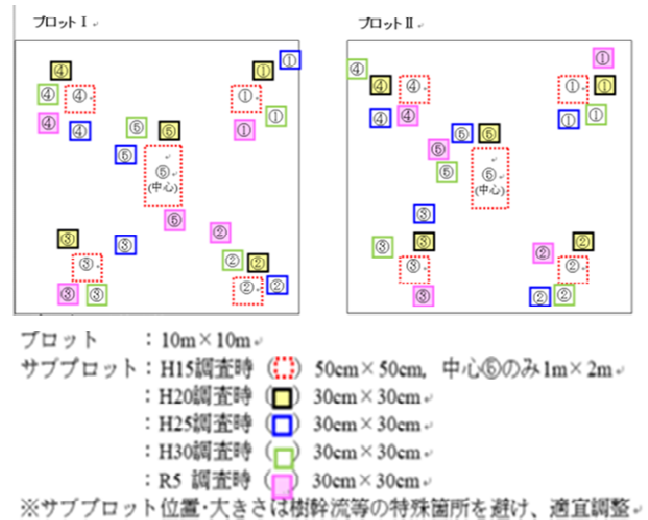 プロットⅠ
プロットⅡ
④ ④ ④ ④ ④
① ① ① ① ①
⑤ ⑤ ⑤ ⑤
(中心)
⑤
③ ③ ③ ③ ③
② ② ② ② ②
④ ④ ④ ④ ④
① ① ① ① ①
⑤ ⑤ ⑤ ⑤ ⑤
(中心)
③ ③ ③ ③ ③
② ② ② ② ②
プロット :10m×10m
サブプロット:H15調査時 ( ) 50cm×50cm, 中心⑤のみ1m×2m
:H20調査時 ( ) 30cm×30cm
:H25調査時 ( ) 30cm×30cm
:H30調査時 ( ) 30cm×30cm
:R5 調査時 ( ) 30cm×30cm
※サブプロット位置・大きさは樹幹流等の特殊箇所を避け、適宜調整